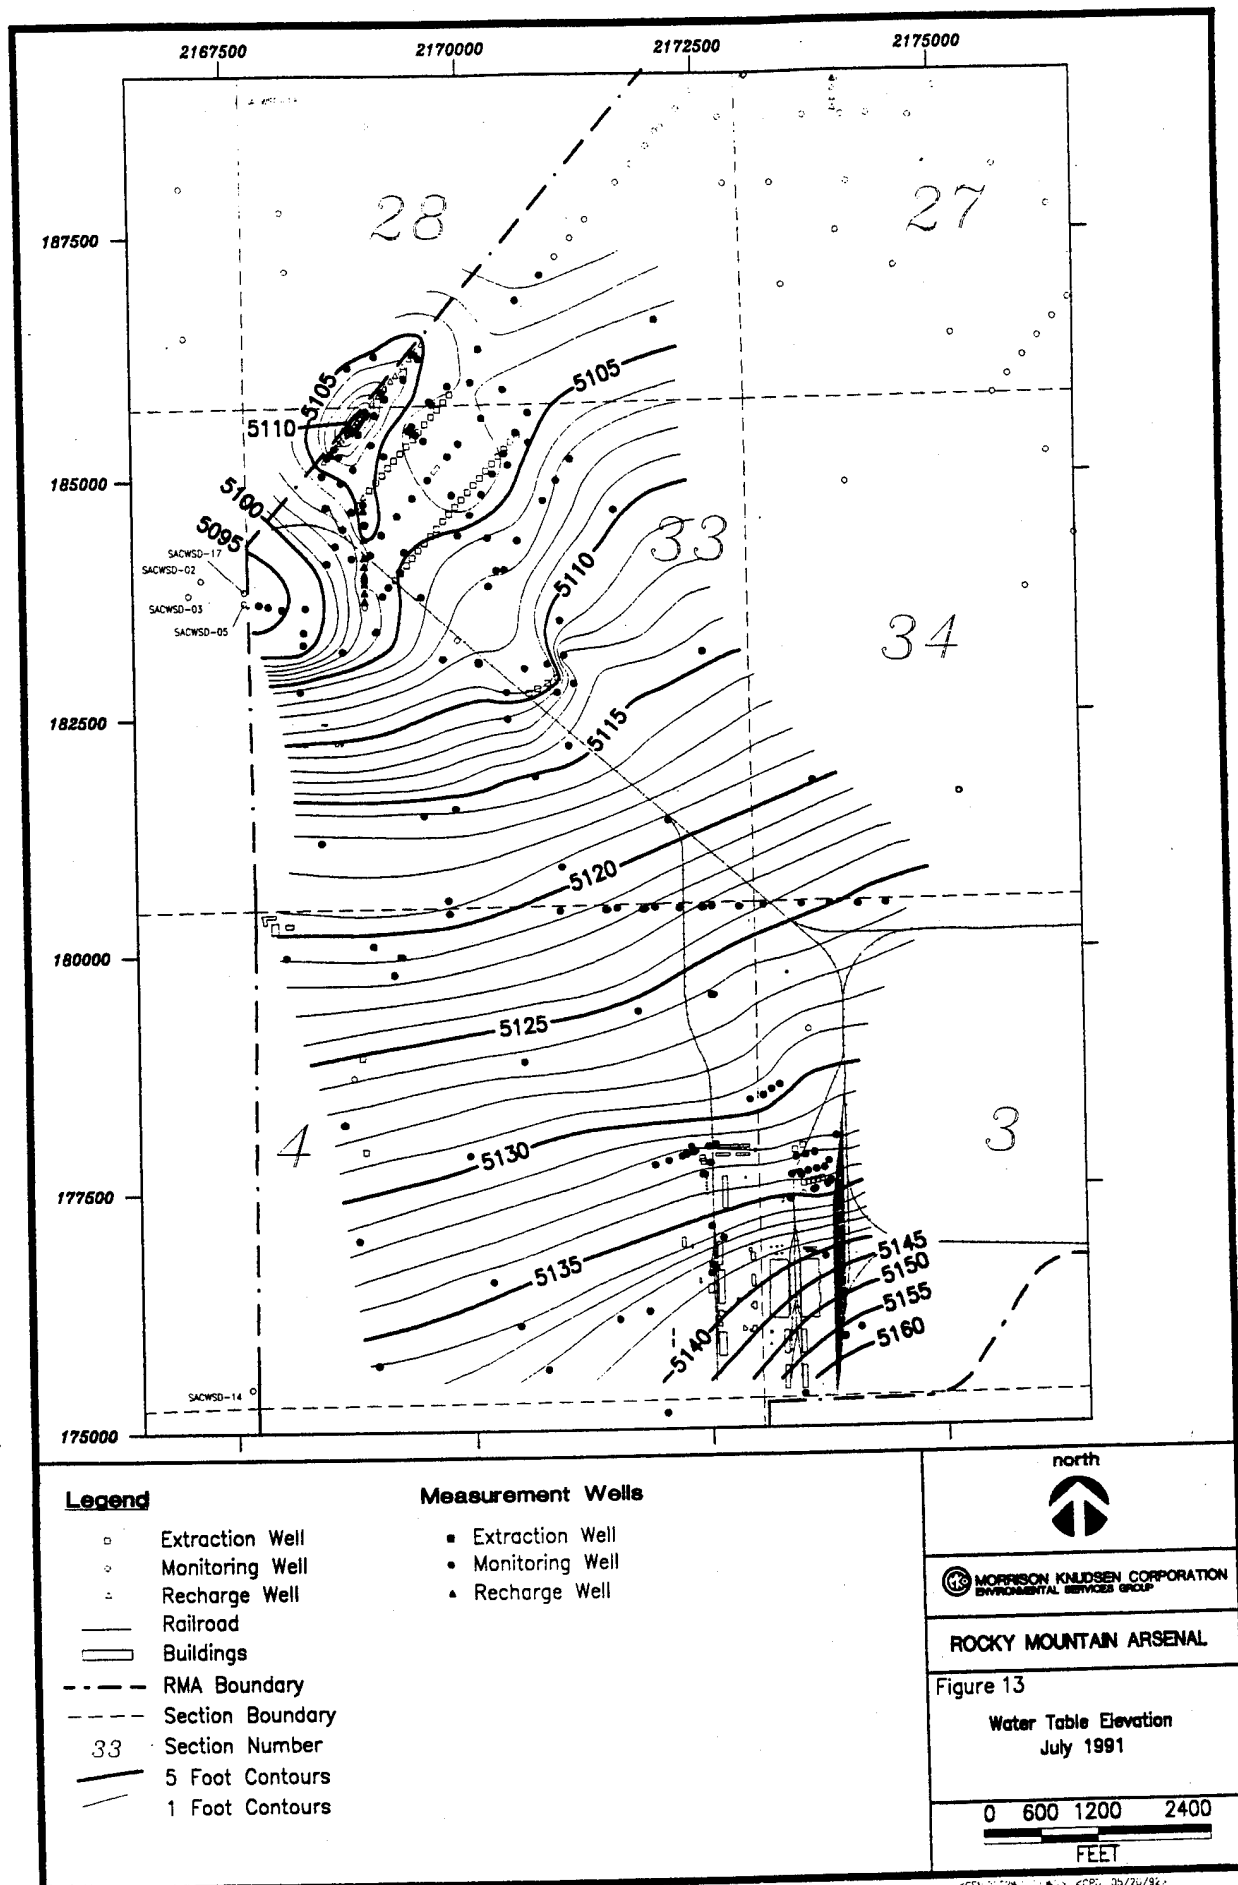 2167500 2170000 2172500 2175000
28
27
187500
5105
5105
5110
185000
5100
33
5095
SACWSD-17
SACWSD-02
5110
SACWSD-03
SACWSD-05
34
182500
5115
5120
180000
5125
4
5130
3
177500
5135
5145
5150
5155
5140
5160
SACWSD-14
175000
Legend
Extraction Well
Monitoring Well
Recharge Well
Railroad
Buildings
RMA Boundary
Section Boundary
33 Section Number
5 Foot Contours
1 Foot Contours
Measurement Wells
Extraction Well
Monitoring Well
Recharge Well
north
MORRISON KNUDSEN CORPORATION
ENVIRONMENTAL SERVICES GROUP
ROCKY MOUNTAIN ARSENAL
Figure 13
Water Table Elevation
July 1991
0 600 1200 2400
FEET